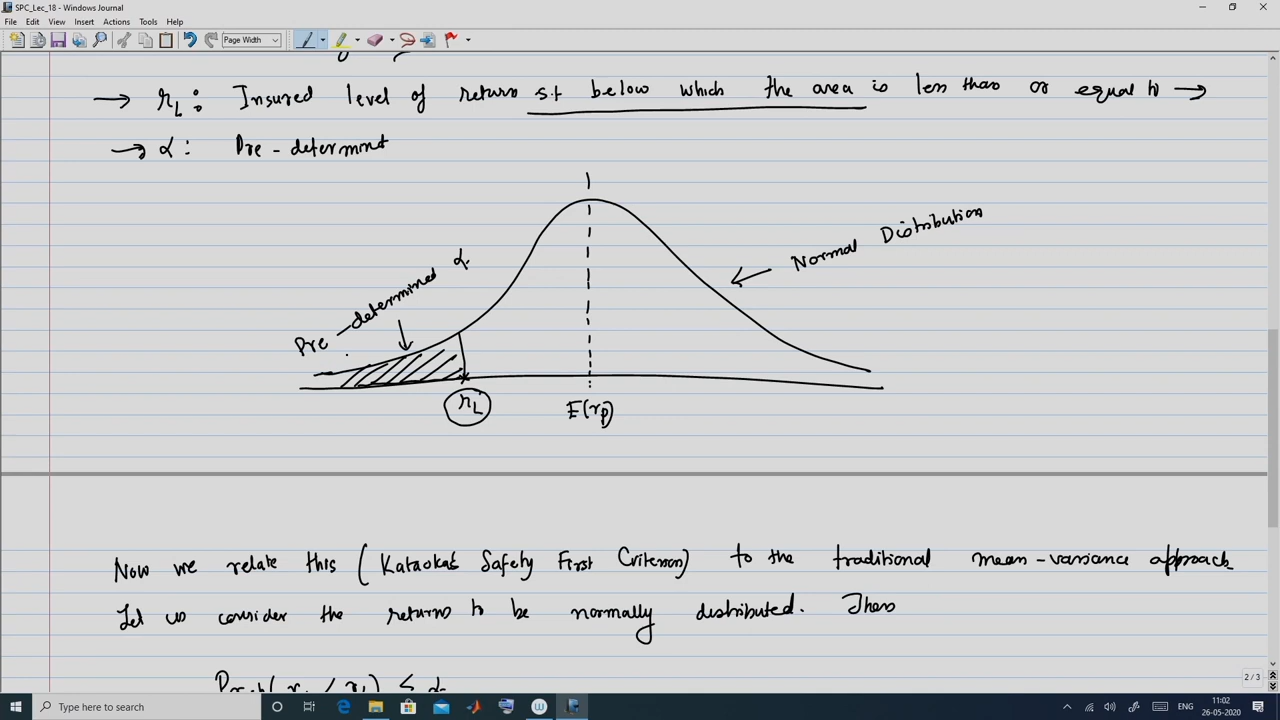 SPC_Lec_18 - Windows Journal
File Edit View Insert Actions Tools Help
Page Width
→ rL: Insured level of return s.t below which the area is less than or equal to →
→ α: Pre-determint
Pre-determined α.
Normal Distribution
rL
E(rp)
Now we relate this (Kataoka's Safety First Criterion) to the traditional mean-variance approach
Let us consider the returns to be normally distributed. Then
2 / 3
Type here to search
ENG
11:02
26-05-2020